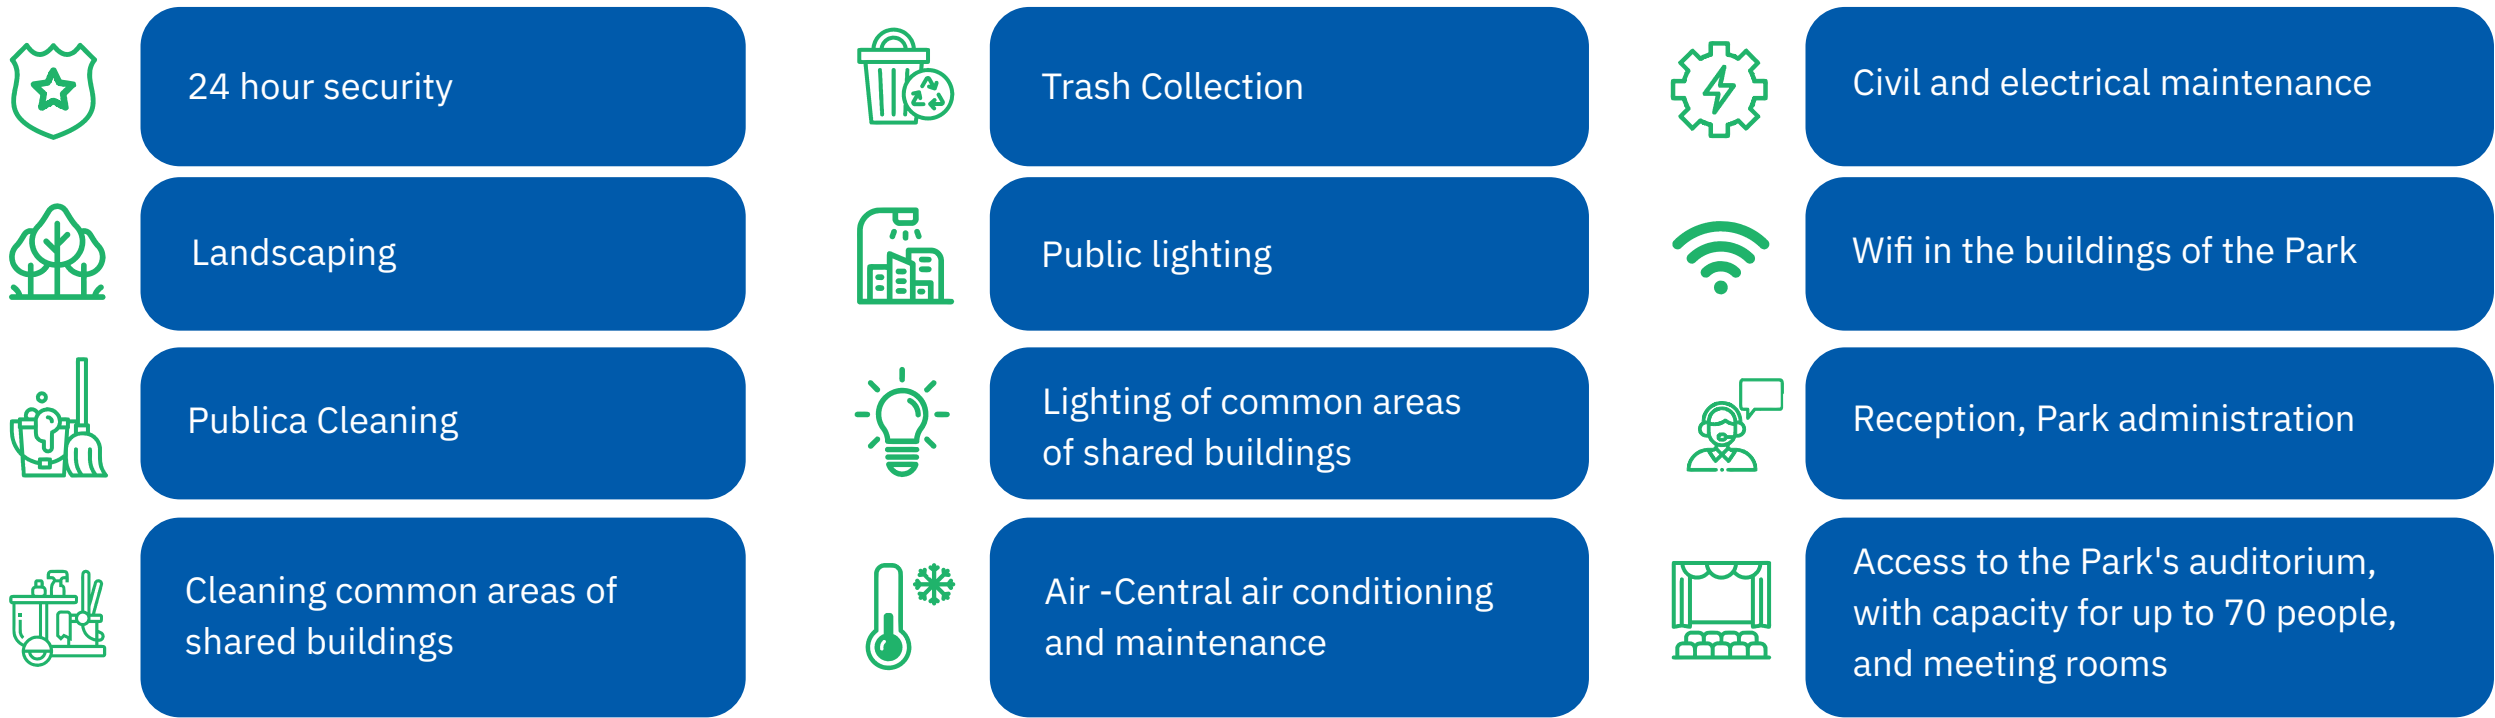 24 hour security
Trash Collection
Civil and electrical maintenance
Landscaping
Public lighting
Wifi in the buildings of the Park
Publica Cleaning
Lighting of common areas
of shared buildings
Reception, Park administration
Cleaning common areas of
shared buildings
Air -Central air conditioning
and maintenance
Access to the Park's auditorium,
with capacity for up to 70 people,
and meeting rooms